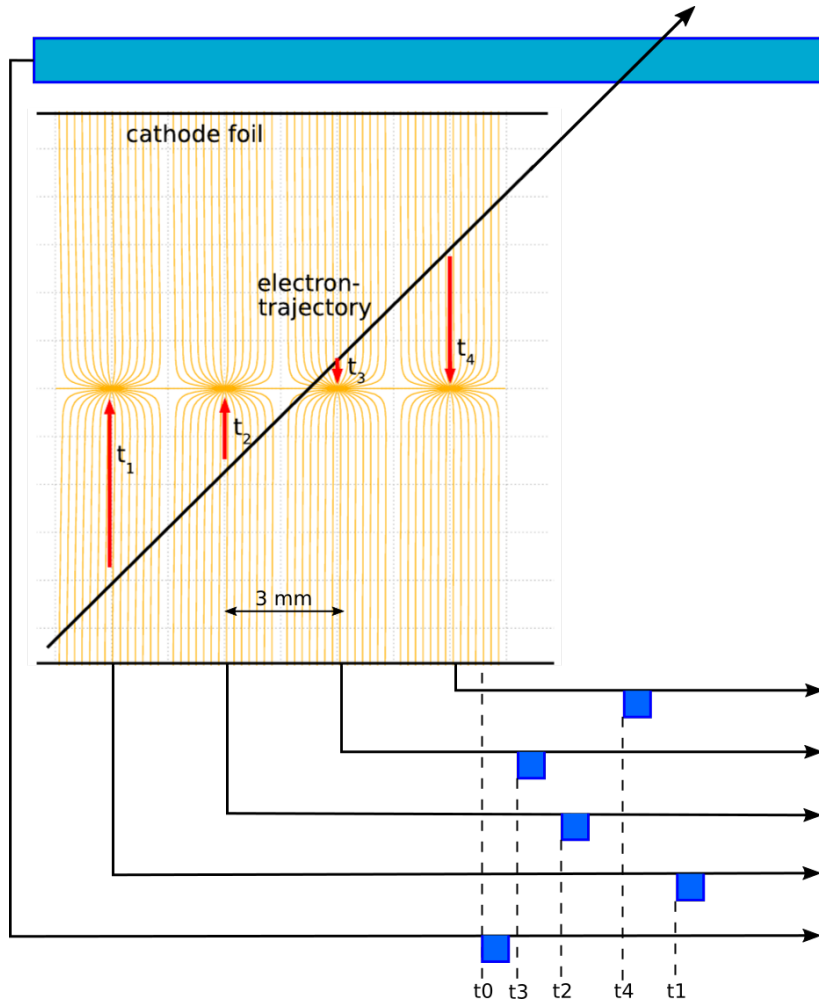 cathode foil
electron-
trajectory
t₄
t₃
t₂
t₁
3 mm
t0 t3 t2 t4 t1